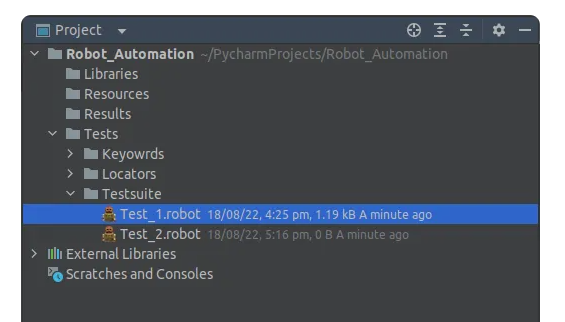 Project
Robot_Automation ~/PycharmProjects/Robot_Automation
Libraries
Resources
Results
Tests
Keyowrds
Locators
Testsuite
Test_1.robot 18/08/22, 4:25 pm, 1.19 kB A minute ago
Test_2.robot 18/08/22, 5:16 pm, 0 B A minute ago
External Libraries
Scratches and Consoles